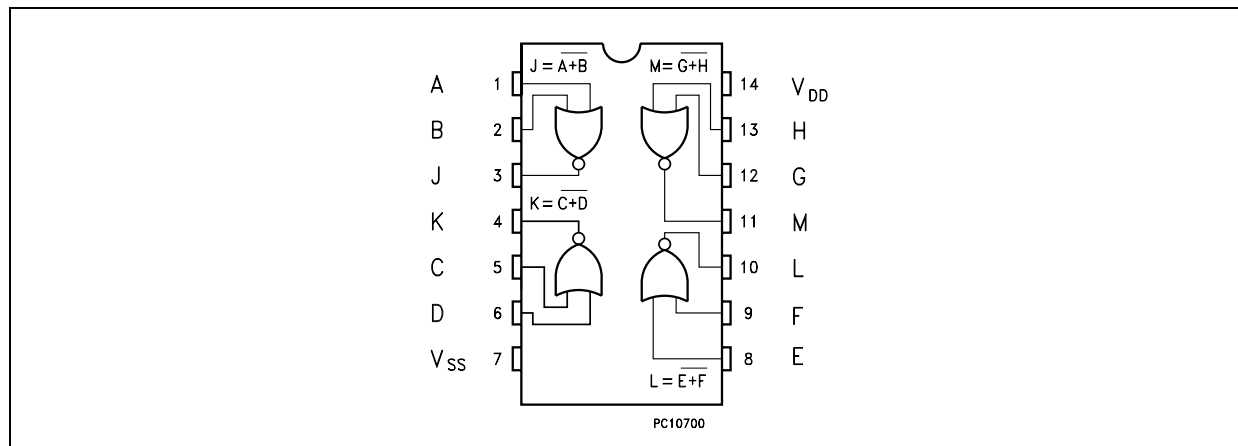 J = A̅+̅B̅ M = G̅+̅H̅
A 1 14 V_DD
B 2 13 H
J 3 12 G
K = C̅+̅D̅
K 4 11 M
C 5 10 L
D 6 9 F
V_SS 7 8 E
L = E̅+̅F̅
PC10700